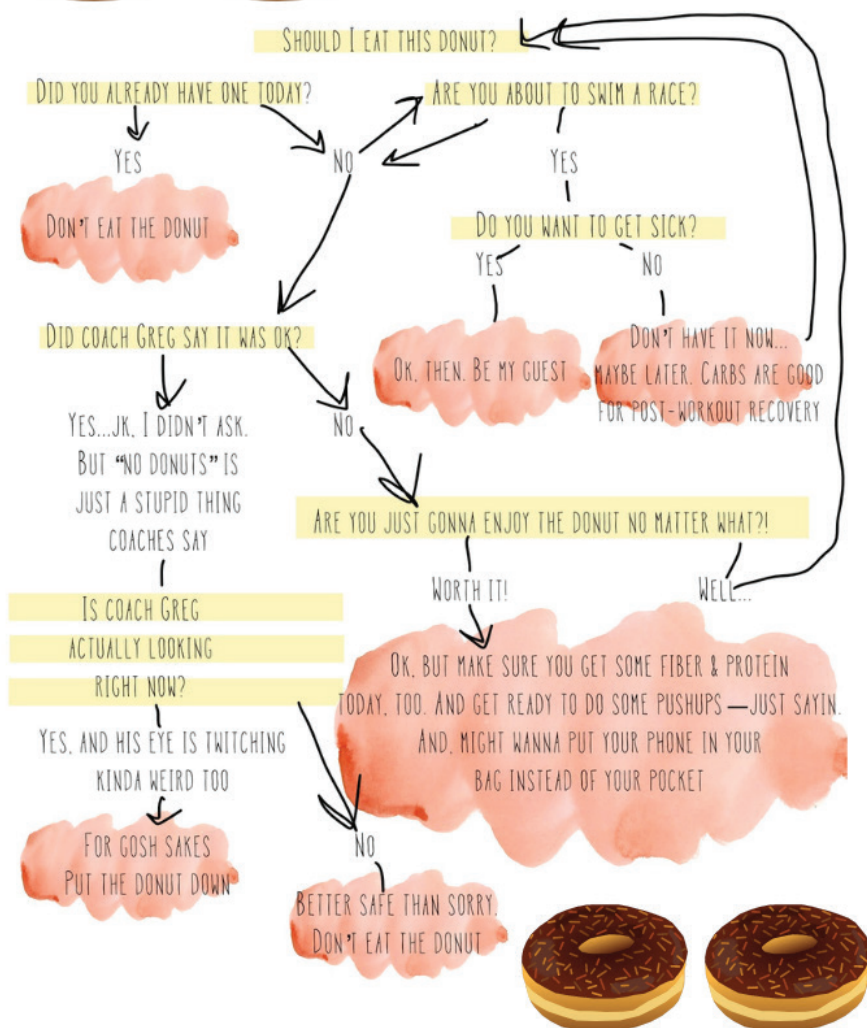 Should I eat this donut?
Did you already have one today?
Are you about to swim a race?
Yes
No
Yes
Don't eat the donut
Do you want to get sick?
Yes
No
Did coach Greg say it was ok?
Ok, then. Be my guest
Don't have it now...
maybe later. Carbs are good
for post-workout recovery
Yes...jk, I didn't ask.
But “no donuts” is
just a stupid thing
coaches say
No
Are you just gonna enjoy the donut no matter what?!
Worth it!
Well...
Is coach Greg
actually looking
right now?
Ok, but make sure you get some fiber & protein
today, too. And get ready to do some pushups —just sayin.
And, might wanna put your phone in your
bag instead of your pocket
Yes, and his eye is twitching
kinda weird too
For gosh sakes
Put the donut down
No
Better safe than sorry.
Don't eat the donut